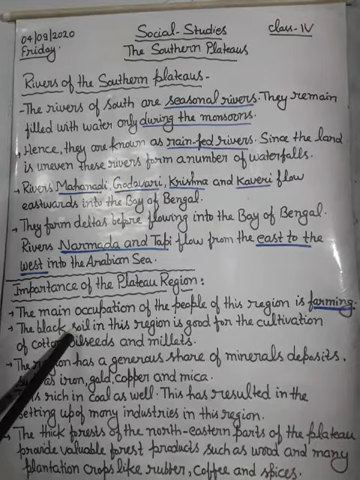 04/09/2020 Social-Studies Class-IV
Friday The Southern Plateaus
Rivers of the Southern plateaus-
-The rivers of south are seasonal rivers. They remain
filled with water only during the monsoons.
, Hence, they are known as rain-fed rivers. Since the land
is uneven these rivers form a number of waterfalls.
→ Rivers Mahanadi, Godavari, Krishna and Kaveri flow
eastwards into the Bay of Bengal.
→ They form deltas before flowing into the Bay of Bengal.
Rivers Narmada and Tapi flow from the east to the
west into the Arabian Sea.
Importance of the Plateau Region:
→ The main occupation of the people of this region is farming.
→ The black soil in this region is good for the cultivation
of cotton oilseeds and millets.
→ The region has a generous share of minerals deposits,
as iron, gold, copper and mica.
is rich in coal as well. This has resulted in the
setting up of many industries in this region.
→ The thick forests of the north-eastern parts of the plateau
provide valuable forest products such as wood and many
plantation crops like rubber, coffee and spices.